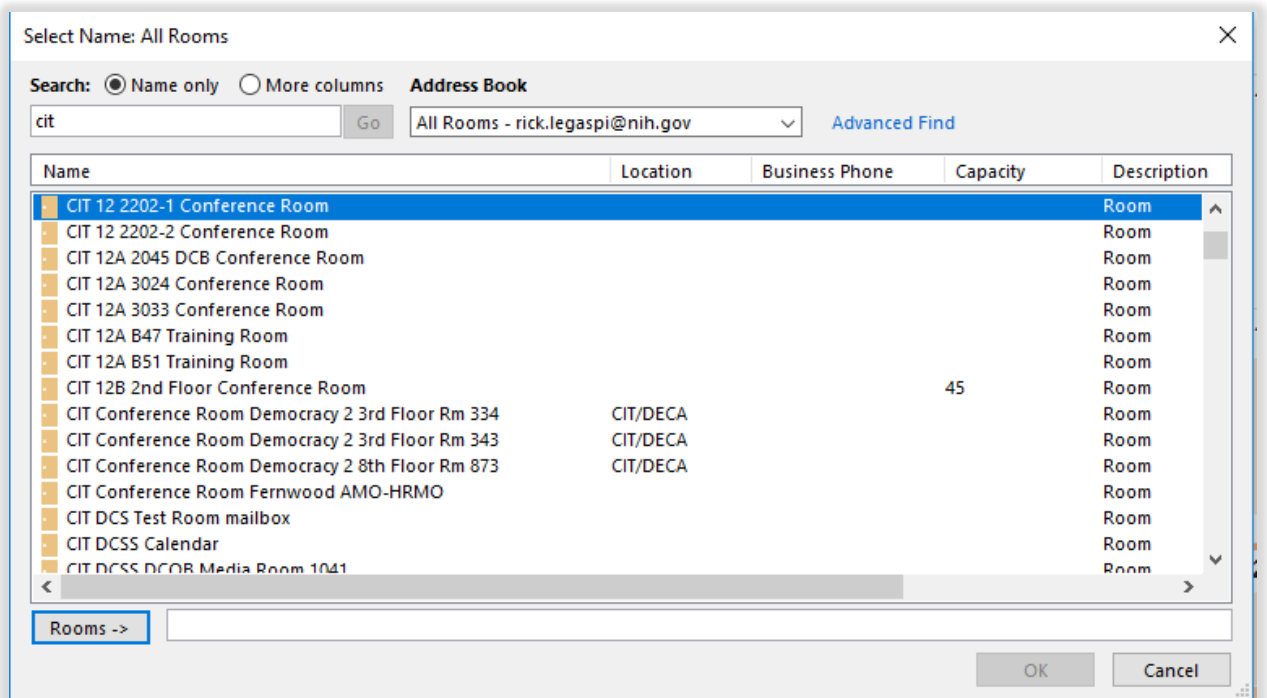 Select Name: All Rooms
Search: Name only More columns Address Book
cit Go All Rooms - rick.legaspi@nih.gov Advanced Find
Name Location Business Phone Capacity Description
CIT 12 2202-1 Conference Room Room
CIT 12 2202-2 Conference Room Room
CIT 12A 2045 DCB Conference Room Room
CIT 12A 3024 Conference Room Room
CIT 12A 3033 Conference Room Room
CIT 12A B47 Training Room Room
CIT 12A B51 Training Room Room
CIT 12B 2nd Floor Conference Room 45 Room
CIT Conference Room Democracy 2 3rd Floor Rm 334 CIT/DECA Room
CIT Conference Room Democracy 2 3rd Floor Rm 343 CIT/DECA Room
CIT Conference Room Democracy 2 8th Floor Rm 873 CIT/DECA Room
CIT Conference Room Fernwood AMO-HRMO Room
CIT DCS Test Room mailbox Room
CIT DCSS Calendar Room
CIT DCSS DCOB Media Room 1041 Room
Rooms ->
OK Cancel